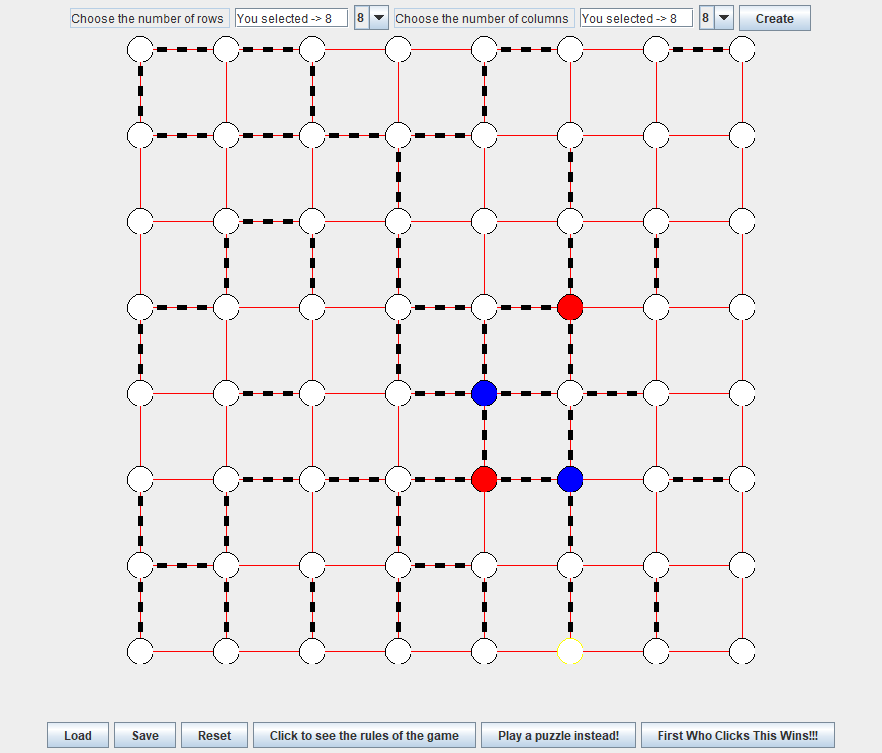 Choose the number of rows You selected -> 8 8 Choose the number of columns You selected -> 8 8 Create
Load Save Reset Click to see the rules of the game Play a puzzle instead! First Who Clicks This Wins!!!